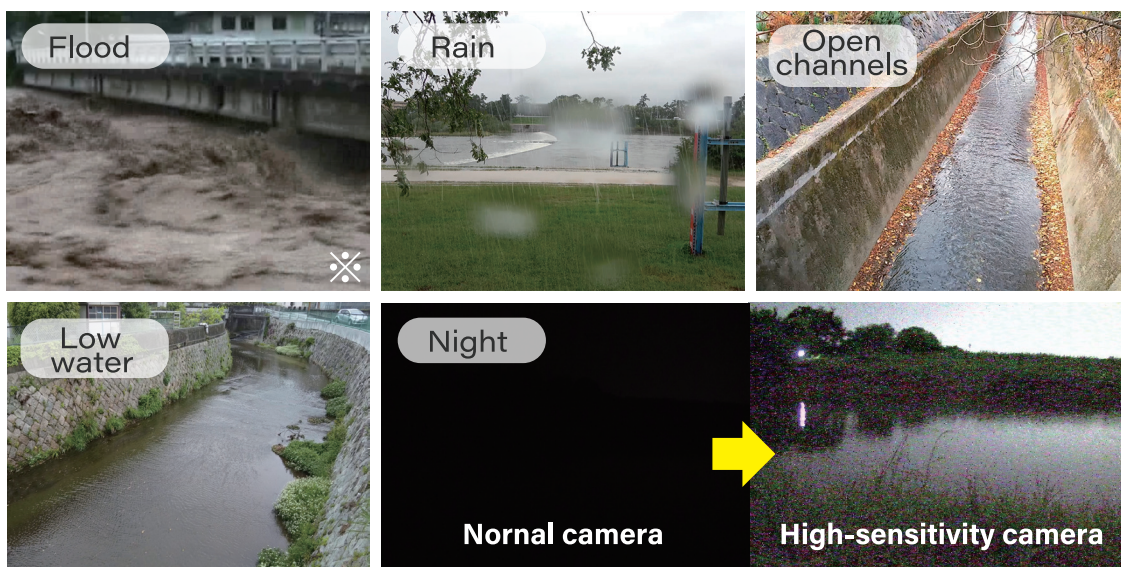 Flood
Rain
Open
channels
※
Low
water
Night
Nornal camera
High-sensitivity camera